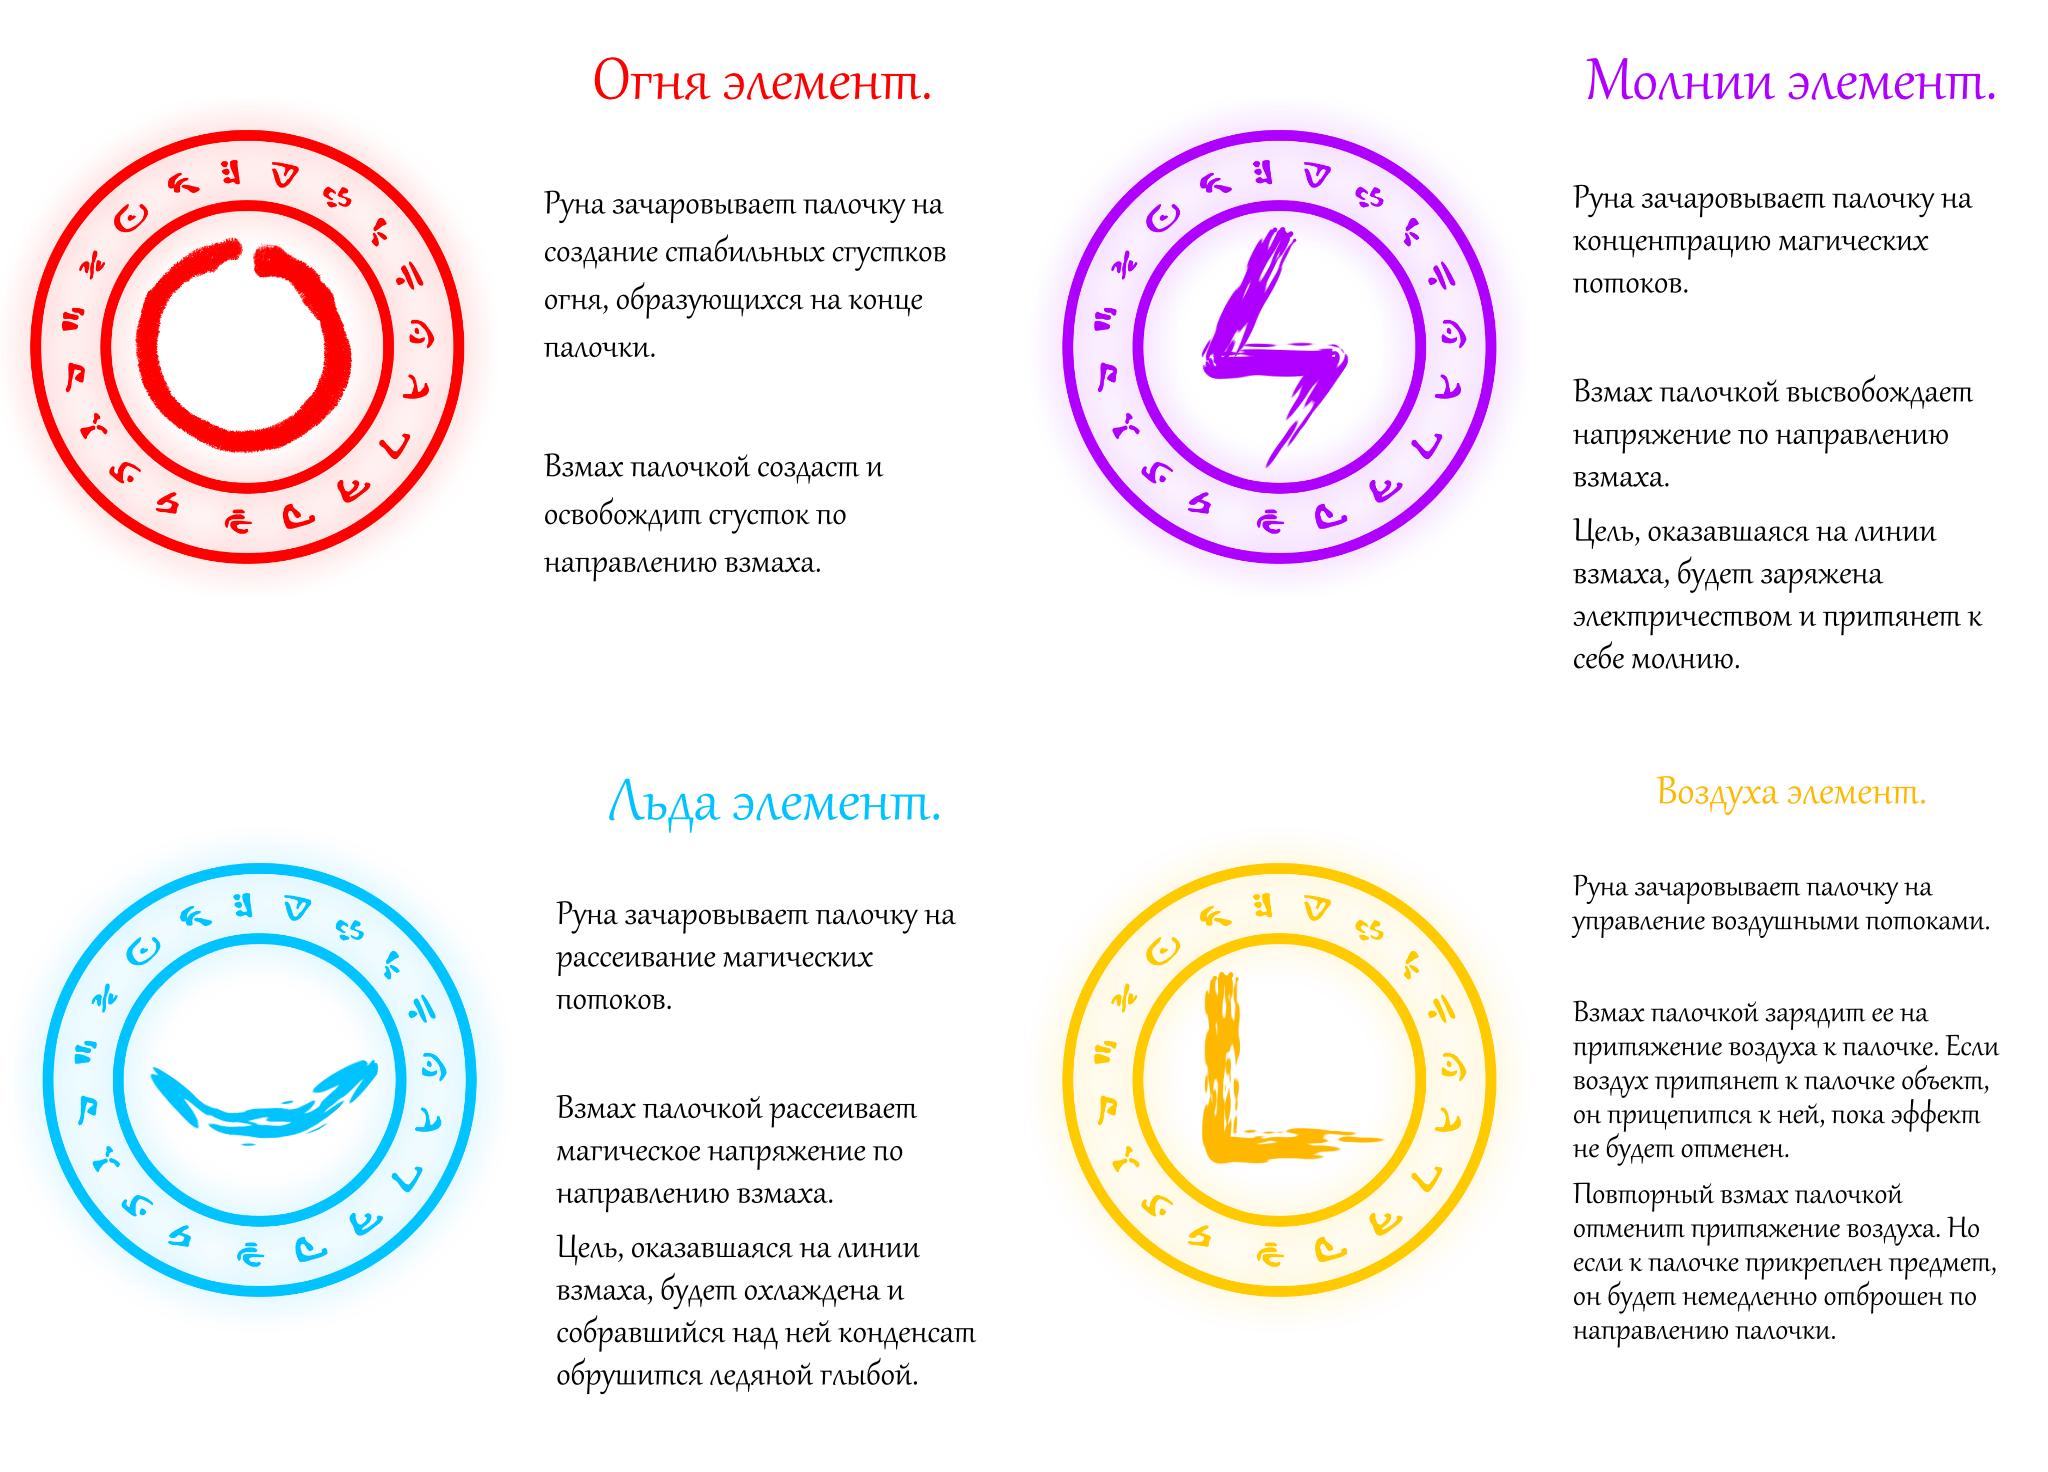 Огня элемент.
Руна зачаровывает палочку на
создание стабильных сгустков
огня, образующихся на конце
палочки.
Взмах палочкой создаст и
освободит сгусток по
направлению взмаха.
Молнии элемент.
Руна зачаровывает палочку на
концентрацию магических
потоков.
Взмах палочкой высвобождает
напряжение по направлению
взмаха.
Цель, оказавшаяся на линии
взмаха, будет заряжена
электричеством и притянет к
себе молнию.
Льда элемент.
Руна зачаровывает палочку на
рассеивание магических
потоков.
Взмах палочкой рассеивает
магическое напряжение по
направлению взмаха.
Цель, оказавшаяся на линии
взмаха, будет охлаждена и
собравшийся над ней конденсат
обрушится ледяной глыбой.
Воздуха элемент.
Руна зачаровывает палочку на
управление воздушными потоками.
Взмах палочкой зарядит ее на
притяжение воздуха к палочке. Если
воздух притянет к палочке объект,
он прицепится к ней, пока эффект
не будет отменен.
Повторный взмах палочкой
отменит притяжение воздуха. Но
если к палочке прикреплен предмет,
он будет немедленно отброшен по
направлению палочки.